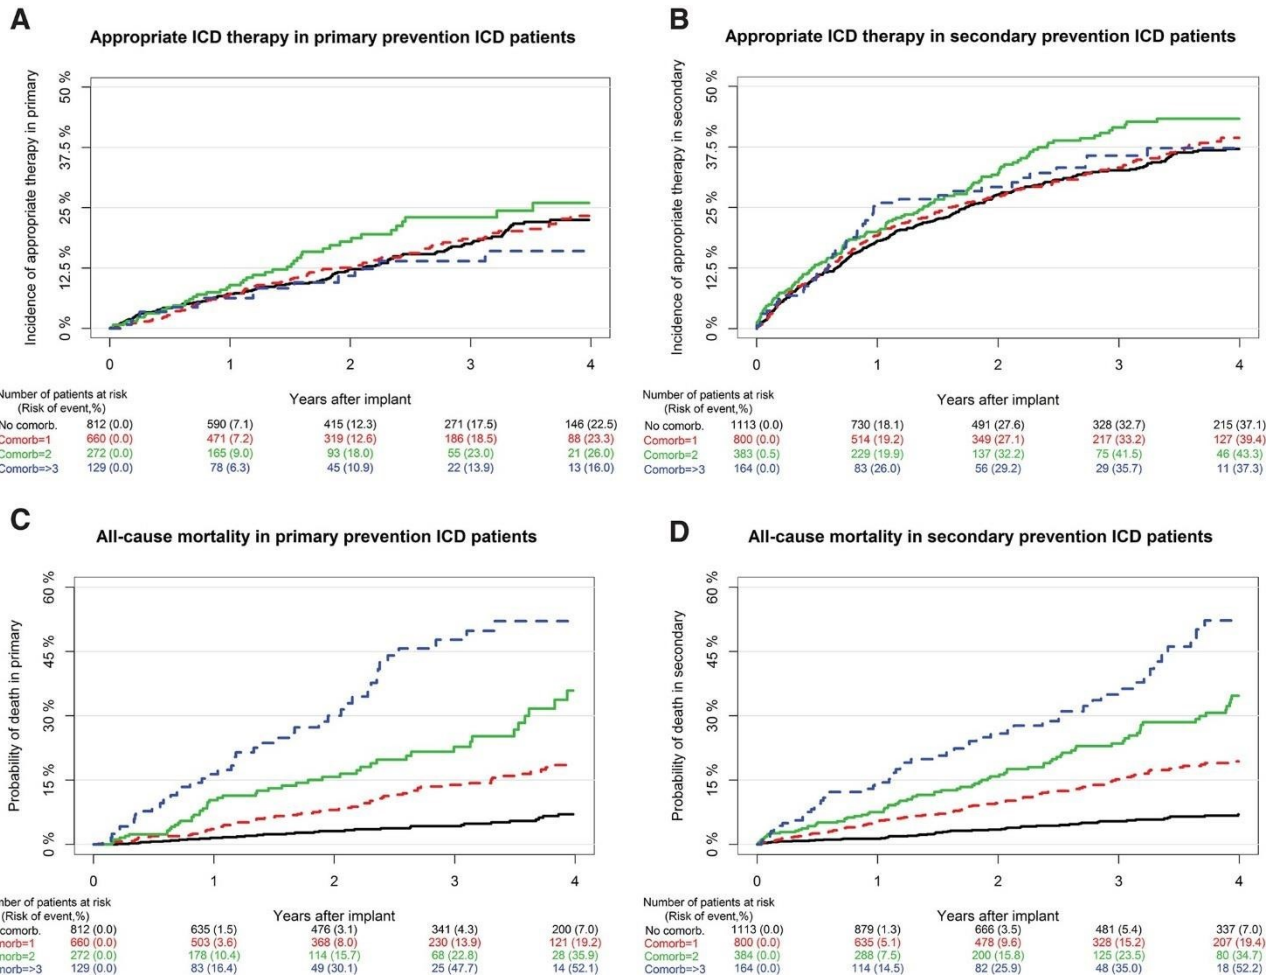 A
Appropriate ICD therapy in primary prevention ICD patients
Incidence of appropriate therapy in primary
50 %
37.5 %
25 %
12.5 %
0 %
0 1 2 3 4
Years after implant
Number of patients at risk
(Risk of event,%)
No comorb. 812 (0.0) 590 (7.1) 415 (12.3) 271 (17.5) 146 (22.5)
Comorb=1 660 (0.0) 471 (7.2) 319 (12.6) 186 (18.5) 88 (23.3)
Comorb=2 272 (0.0) 165 (9.0) 93 (18.0) 55 (23.0) 21 (26.0)
Comorb=>3 129 (0.0) 78 (6.3) 45 (10.9) 22 (13.9) 13 (16.0)
B
Appropriate ICD therapy in secondary prevention ICD patients
Incidence of appropriate therapy in secondary
50 %
37.5 %
25 %
12.5 %
0 %
0 1 2 3 4
Years after implant
Number of patients at risk
(Risk of event,%)
No comorb. 1113 (0.0) 730 (18.1) 491 (27.6) 328 (32.7) 215 (37.1)
Comorb=1 800 (0.0) 514 (19.2) 349 (27.1) 217 (33.2) 127 (39.4)
Comorb=2 383 (0.5) 229 (19.9) 137 (32.2) 75 (41.5) 46 (43.3)
Comorb=>3 164 (0.0) 83 (26.0) 56 (29.2) 29 (35.7) 11 (37.3)
C
All-cause mortality in primary prevention ICD patients
Probability of death in primary
60 %
45 %
30 %
15 %
0 %
0 1 2 3 4
Years after implant
mber of patients at risk
(Risk of event,%)
comorb. 812 (0.0) 635 (1.5) 476 (3.1) 341 (4.3) 200 (7.0)
morb=1 660 (0.0) 503 (3.6) 368 (8.0) 230 (13.9) 121 (19.2)
morb=2 272 (0.0) 178 (10.4) 114 (15.7) 68 (22.8) 28 (35.9)
morb=>3 129 (0.0) 83 (16.4) 49 (30.1) 25 (47.7) 14 (52.1)
D
All-cause mortality in secondary prevention ICD patients
Probability of death in secondary
60 %
45 %
30 %
15 %
0 %
0 1 2 3 4
Years after implant
Number of patients at risk
(Risk of event,%)
No comorb. 1113 (0.0) 879 (1.3) 666 (3.5) 481 (5.4) 337 (7.0)
Comorb=1 800 (0.0) 635 (5.1) 478 (9.6) 328 (15.2) 207 (19.4)
Comorb=2 384 (0.0) 288 (7.5) 200 (15.8) 125 (23.5) 80 (34.7)
Comorb=>3 164 (0.0) 114 (14.5) 82 (25.9) 48 (35.0) 18 (52.2)